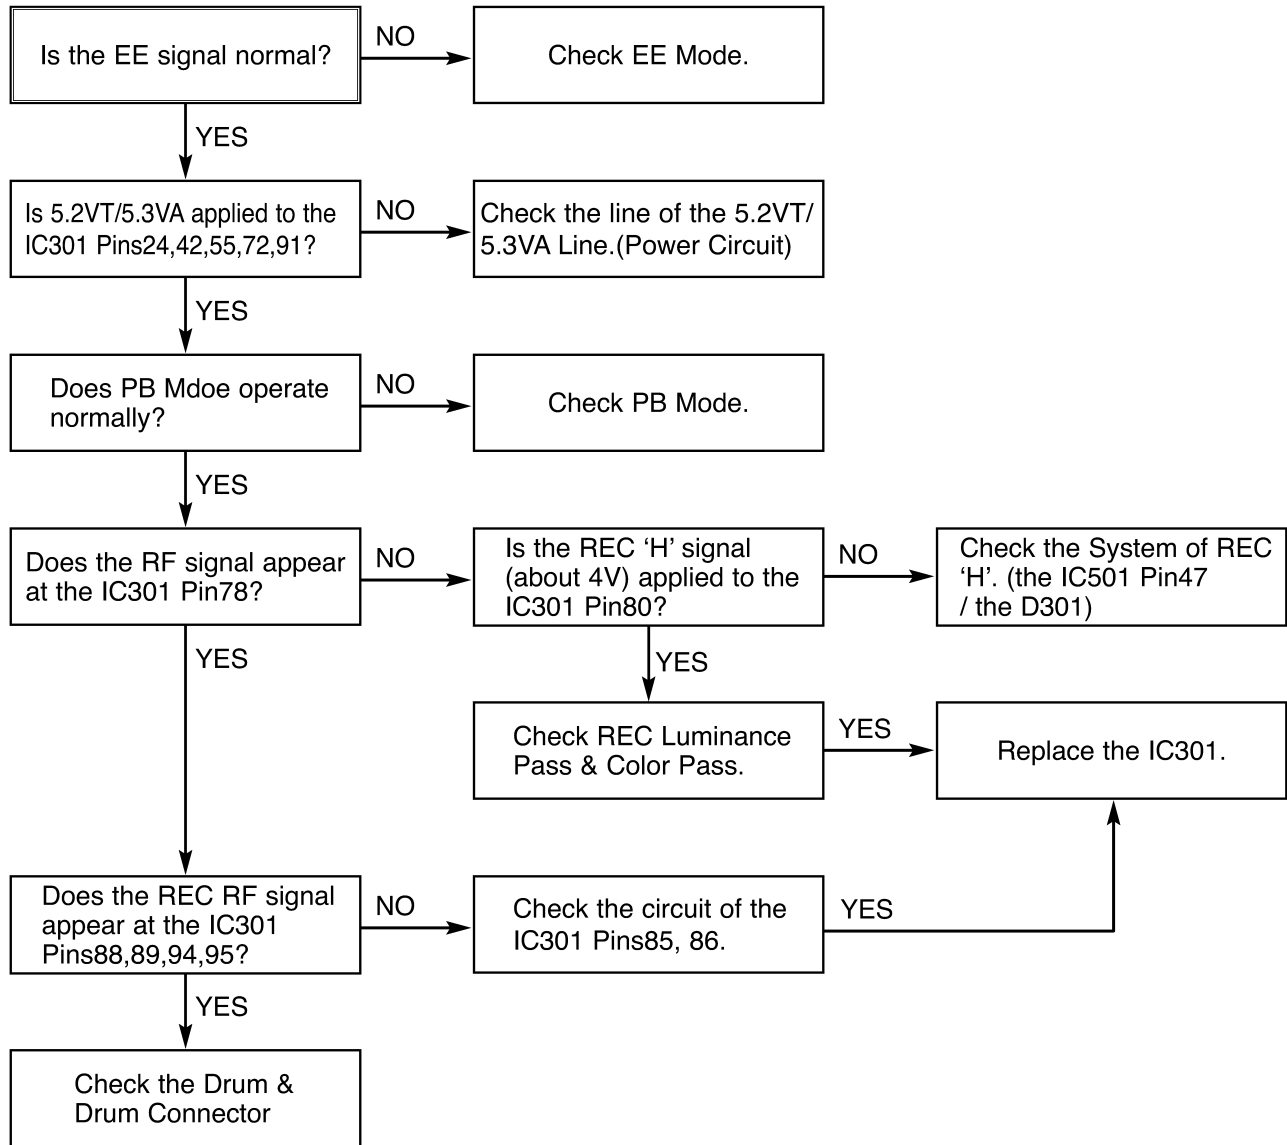 Is the EE signal normal?
NO
Check EE Mode.
YES
Is 5.2VT/5.3VA applied to the
IC301 Pins24,42,55,72,91?
NO
Check the line of the 5.2VT/
5.3VA Line.(Power Circuit)
YES
Does PB Mdoe operate
normally?
NO
Check PB Mode.
YES
Does the RF signal appear
at the IC301 Pin78?
NO
Is the REC ‘H’ signal
(about 4V) applied to the
IC301 Pin80?
NO
Check the System of REC
‘H’. (the IC501 Pin47
/ the D301)
YES
YES
Check REC Luminance
Pass & Color Pass.
YES
Replace the IC301.
Does the REC RF signal
appear at the IC301
Pins88,89,94,95?
NO
Check the circuit of the
IC301 Pins85, 86.
YES
YES
Check the Drum &
Drum Connector